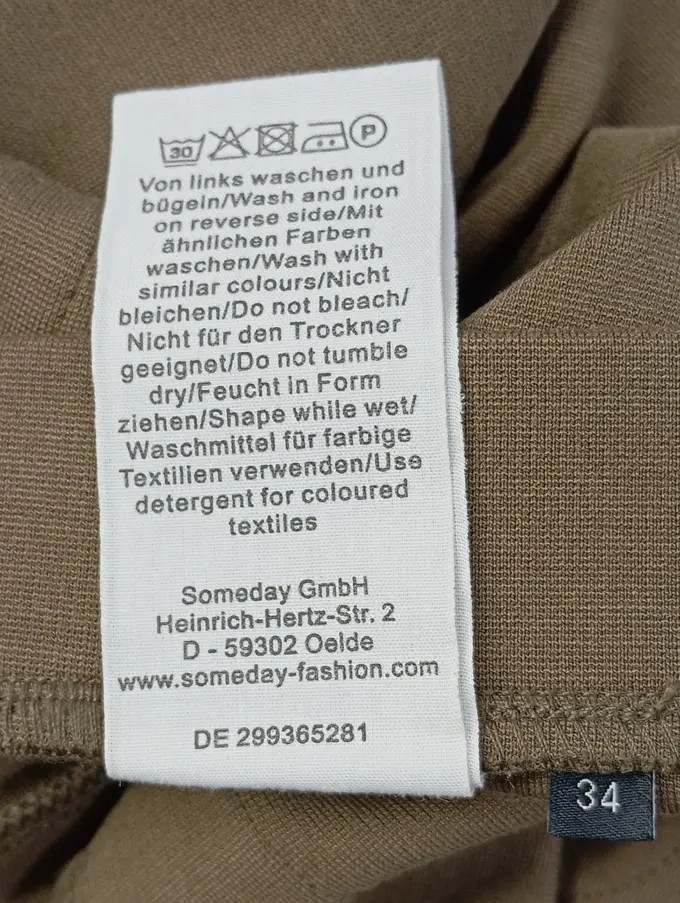 30 P
Von links waschen und
bügeln/Wash and iron
on reverse side/Mit
ähnlichen Farben
waschen/Wash with
similar colours/Nicht
bleichen/Do not bleach/
Nicht für den Trockner
geeignet/Do not tumble
dry/Feucht in Form
ziehen/Shape while wet/
Waschmittel für farbige
Textilien verwenden/Use
detergent for coloured
textiles
Someday GmbH
Heinrich-Hertz-Str. 2
D - 59302 Oelde
www.someday-fashion.com
DE 299365281
34